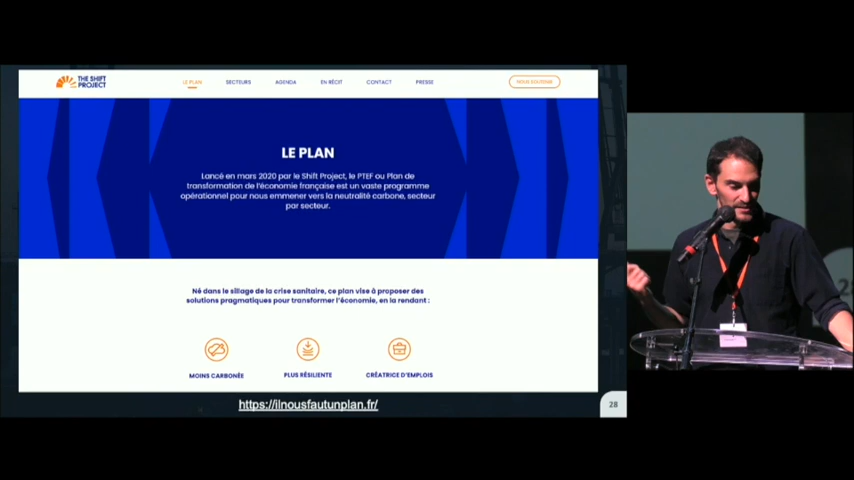 THE SHIFT
PROJECT
LE PLAN
SECTEURS
AGENDA
EN RÉCIT
CONTACT
PRESSE
NOUS SOUTENIR
LE PLAN
Lancé en mars 2020 par le Shift Project, le PTEF ou Plan de
transformation de l'économie française est un vaste programme
opérationnel pour nous emmener vers la neutralité carbone, secteur
par secteur.
Né dans le sillage de la crise sanitaire, ce plan vise à proposer des
solutions pragmatiques pour transformer l'économie, en la rendant :
MOINS CARBONÉE
PLUS RÉSILIENTE
CRÉATRICE D'EMPLOIS
https://ilnousfautunplan.fr/
28
28